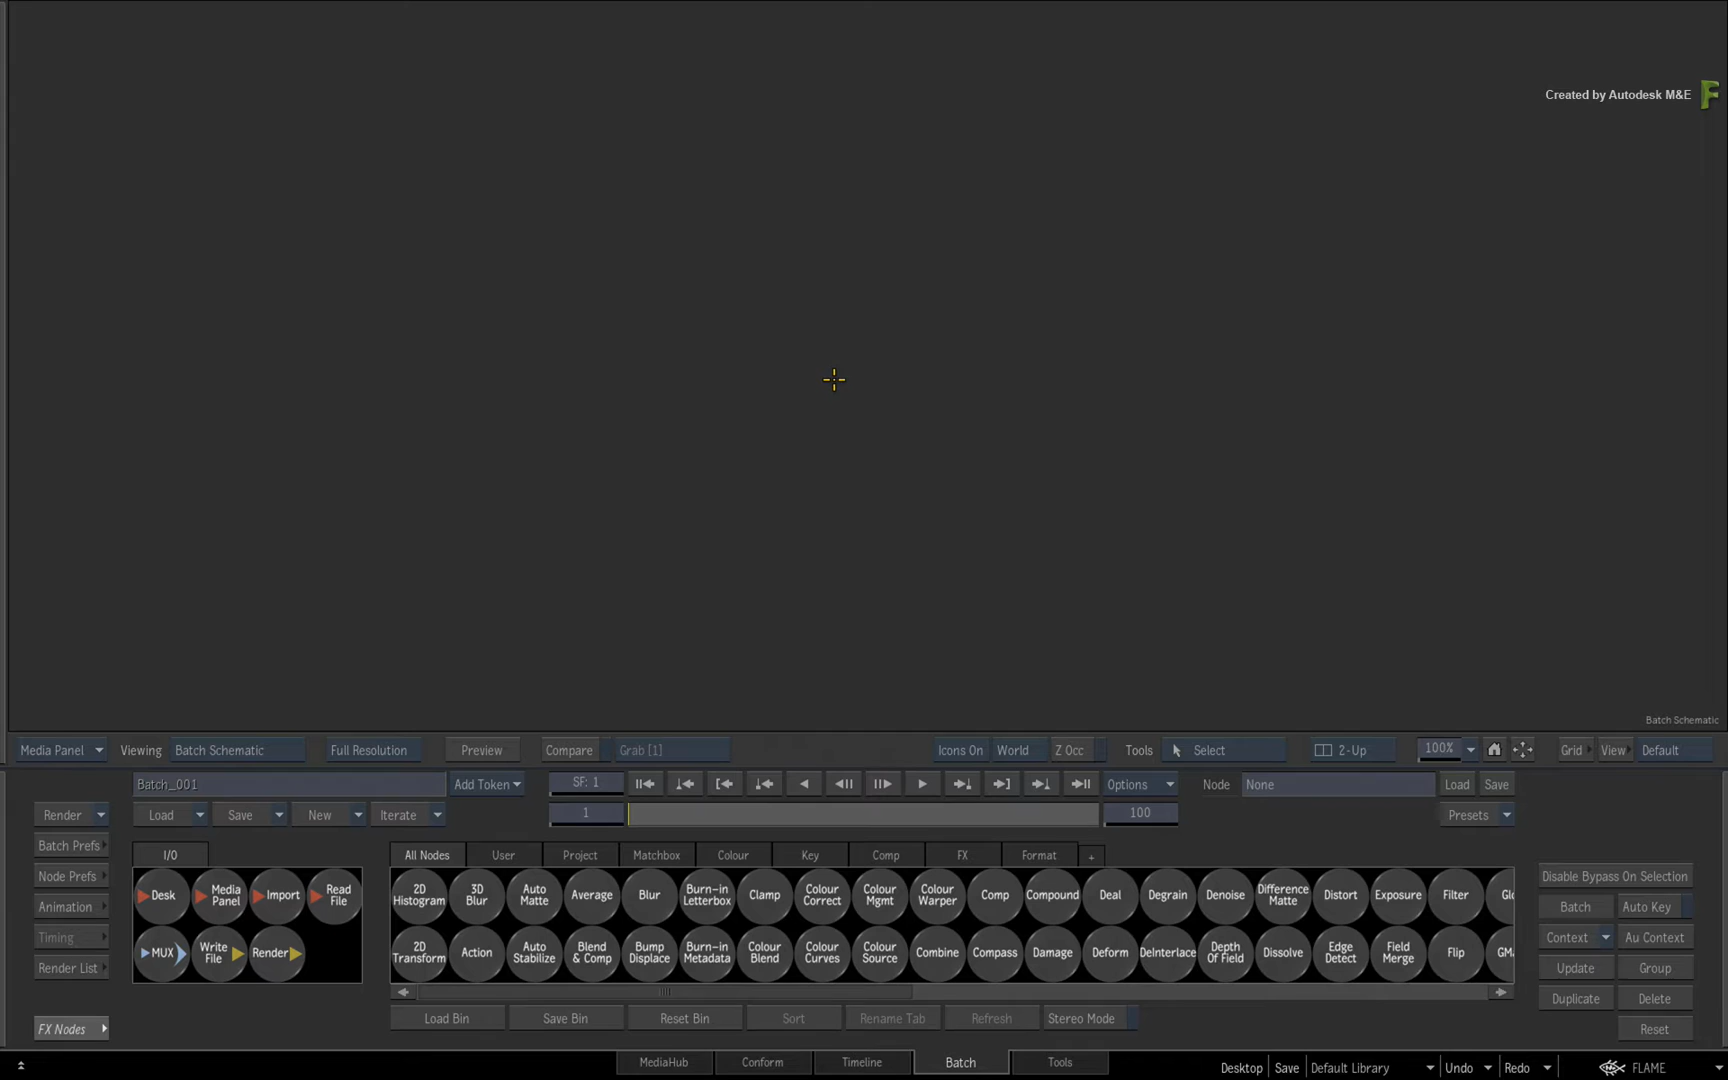 Created by Autodesk M&E
Batch Schematic
Media Panel Viewing Batch Schematic Full Resolution Preview Compare Grab [1] Icons On World Z Occ Tools Select 2-Up 100% Grid View Default
Batch_001 Add Token SF: 1 Options Node None Load Save
Render Load Save New Iterate 1 100 Presets
Batch Prefs
I/O All Nodes User Project Matchbox Colour Key Comp FX Format +
Node Prefs Disable Bypass On Selection
Desk Media Panel Import Read File 2D Histogram 3D Blur Auto Matte Average Blur Burn-in Letterbox Clamp Colour Correct Colour Mgmt Colour Warper Comp Compound Deal Degrain Denoise Difference Matte Distort Exposure Filter
Animation Batch Auto Key
Timing Context Au Context
MUX Write File Render 2D Transform Action Auto Stabilize Blend & Comp Bump Displace Burn-in Metadata Colour Blend Colour Curves Colour Source Combine Compass Damage Deform DeInterlace Depth Of Field Dissolve Edge Detect Field Merge Flip
Render List Update Group
Duplicate Delete
FX Nodes Load Bin Save Bin Reset Bin Sort Rename Tab Refresh Stereo Mode Reset
MediaHub Conform Timeline Batch Tools Desktop Save Default Library Undo Redo FLAME